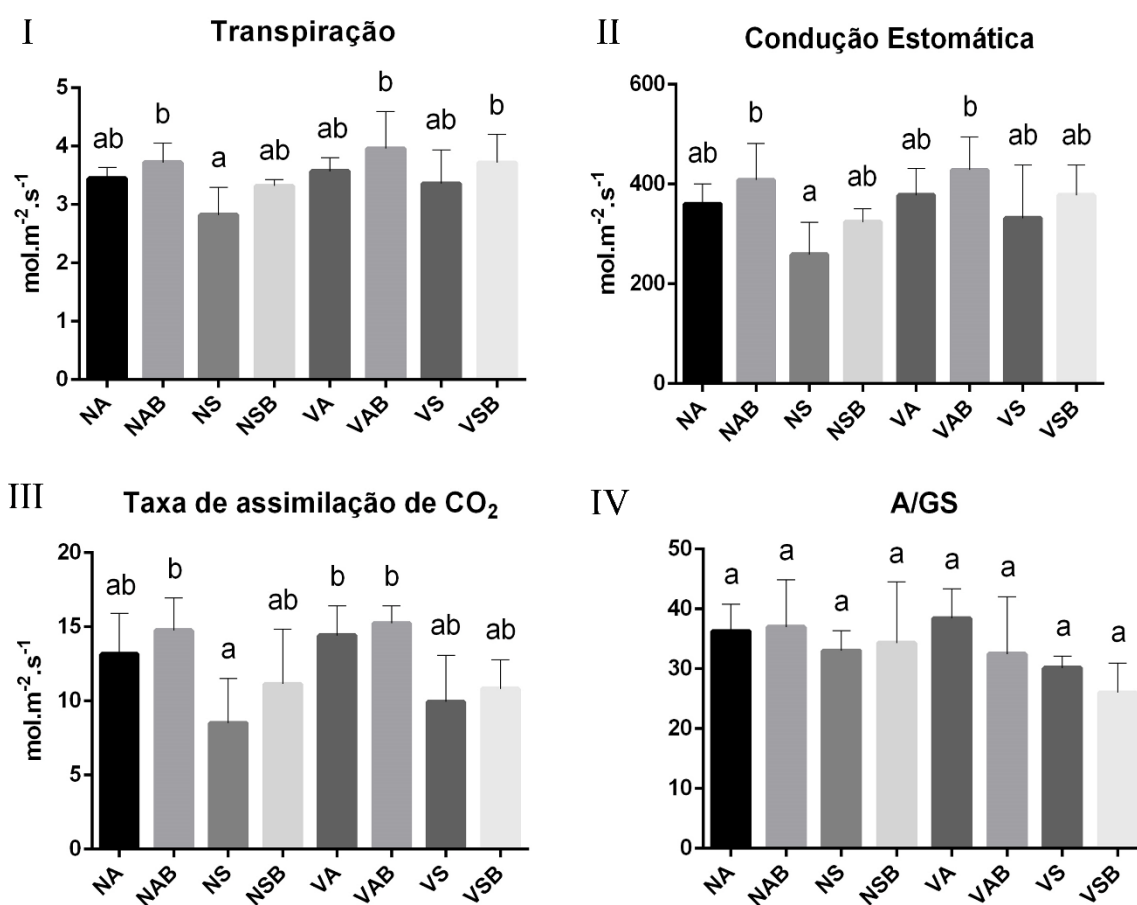 I
Transpiração
mol.m⁻².s⁻¹
5
4
3
2
1
0
ab
b
a
ab
ab
b
ab
b
NA NAB NS NSB VA VAB VS VSB
II
Condução Estomática
mol.m⁻².s⁻¹
600
400
200
0
ab
b
a
ab
ab
b
ab
ab
NA NAB NS NSB VA VAB VS VSB
III
Taxa de assimilação de CO₂
mol.m⁻².s⁻¹
20
15
10
5
0
ab
b
a
ab
b
b
ab
ab
NA NAB NS NSB VA VAB VS VSB
IV
A/GS
50
40
30
20
10
0
a
a
a
a
a
a
a
a
NA NAB NS NSB VA VAB VS VSB